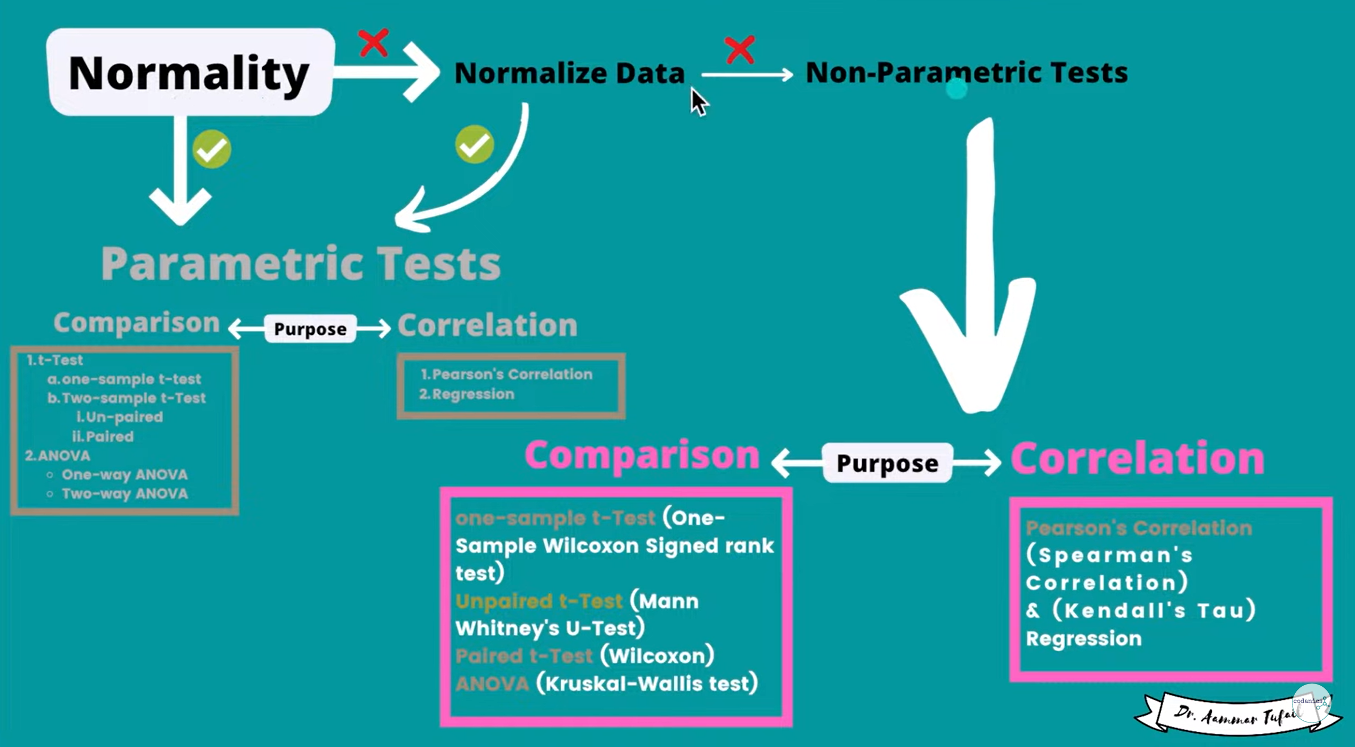 Normality
Normalize Data
Non-Parametric Tests
Parametric Tests
Comparison
Purpose
Correlation
1.t-Test
a.one-sample t-test
b.Two-sample t-Test
i.Un-paired
ii.Paired
2.ANOVA
One-way ANOVA
Two-way ANOVA
1.Pearson's Correlation
2.Regression
Comparison
Purpose
Correlation
one-sample t-Test (One-
Sample Wilcoxon Signed rank
test)
Unpaired t-Test (Mann
Whitney's U-Test)
Paired t-Test (Wilcoxon)
ANOVA (Kruskal-Wallis test)
Pearson's Correlation
(Spearman's
Correlation)
& (Kendall's Tau)
Regression
Dr. Aammar